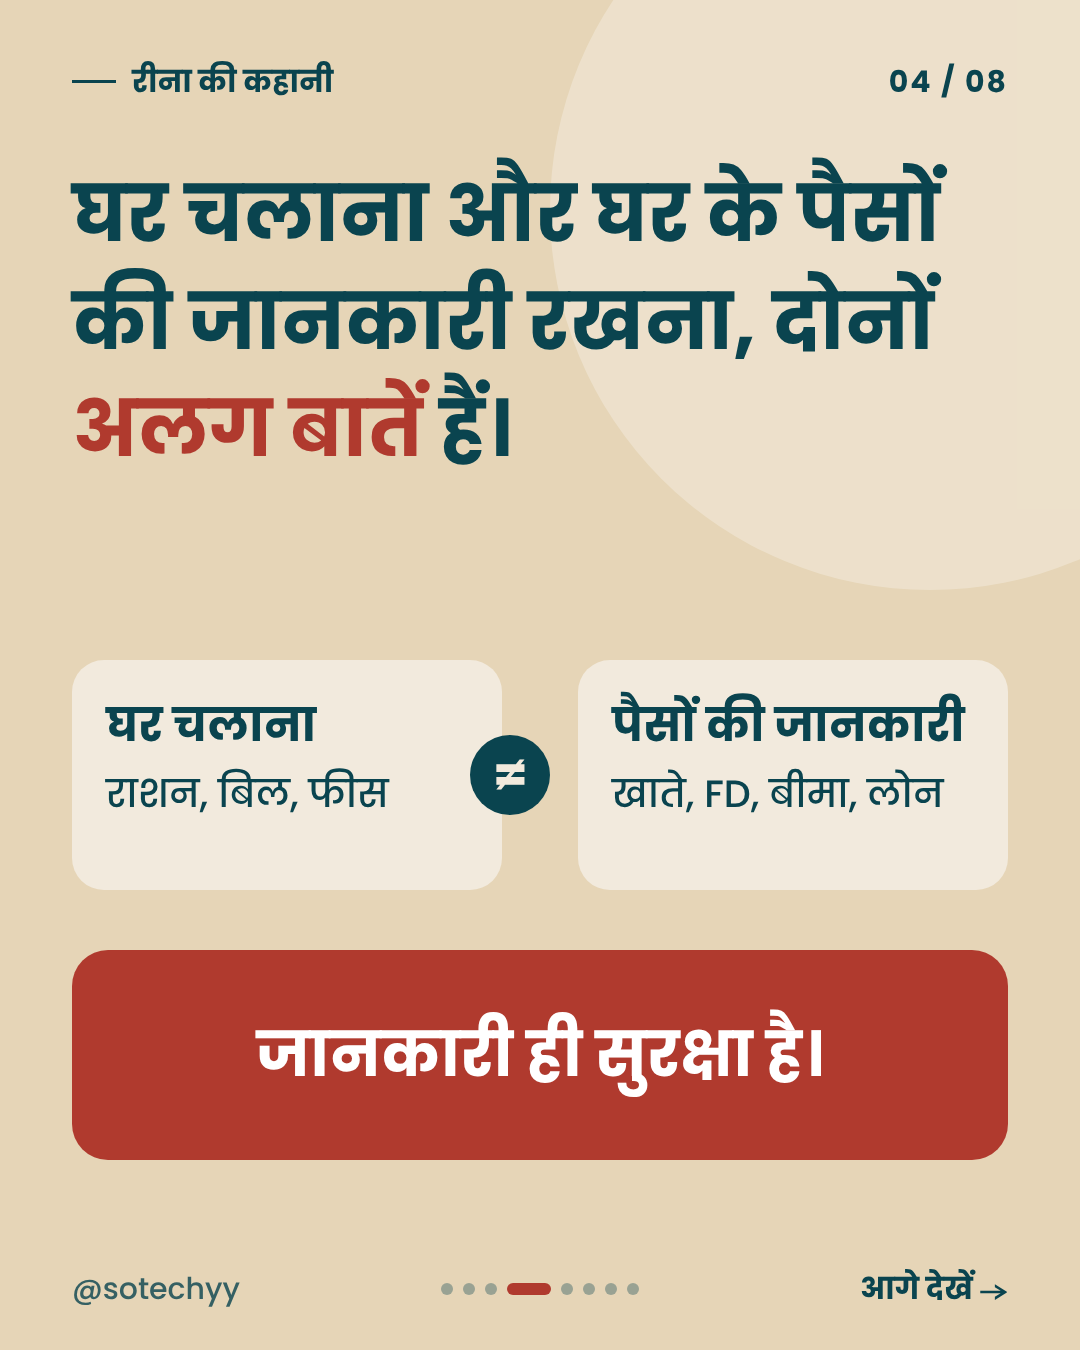 रीना की कहानी
04 / 08
घर चलाना और घर के पैसों
की जानकारी रखना, दोनों
अलग बातें हैं।
घर चलाना
राशन, बिल, फीस
≠
पैसों की जानकारी
खाते, FD, बीमा, लोन
जानकारी ही सुरक्षा है।
@sotechyy
आगे देखें →